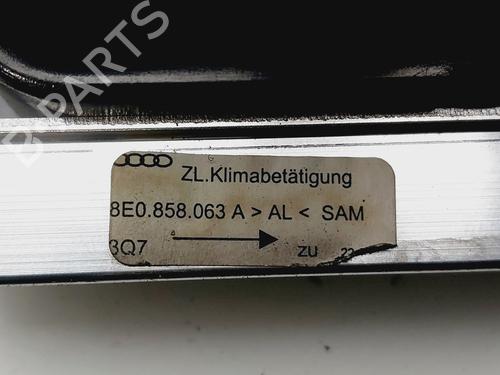 B PARTS
ZL.Klimabetätigung
8E0.858.063 A > AL < SAM
3Q7
ZU